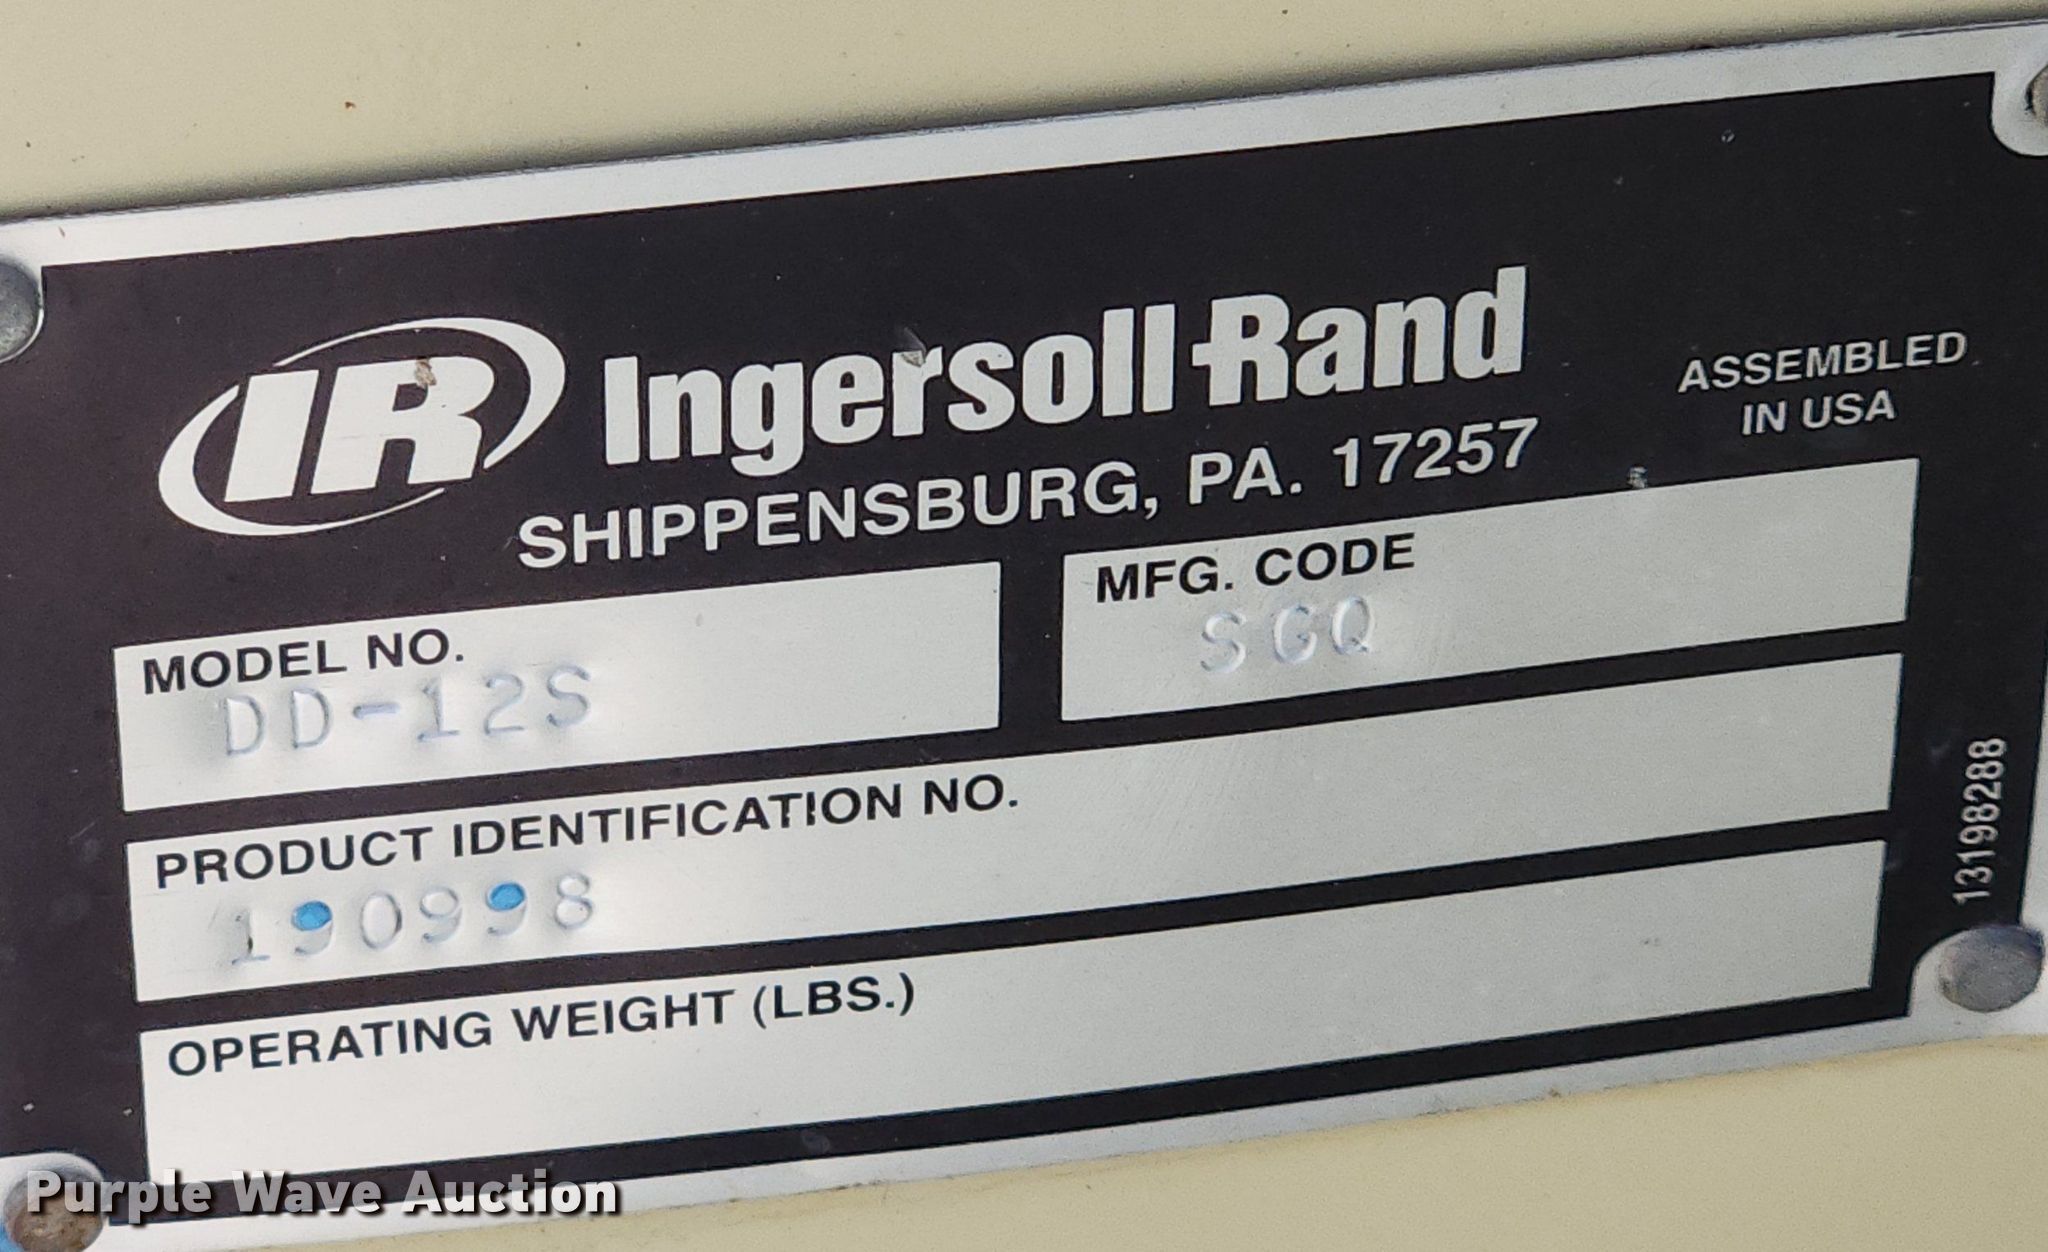 IR Ingersoll-Rand
SHIPPENSBURG, PA. 17257
ASSEMBLED
IN USA
MODEL NO.
DD-12S
MFG. CODE
SGQ
PRODUCT IDENTIFICATION NO.
190998
OPERATING WEIGHT (LBS.)
13198288
Purple Wave Auction